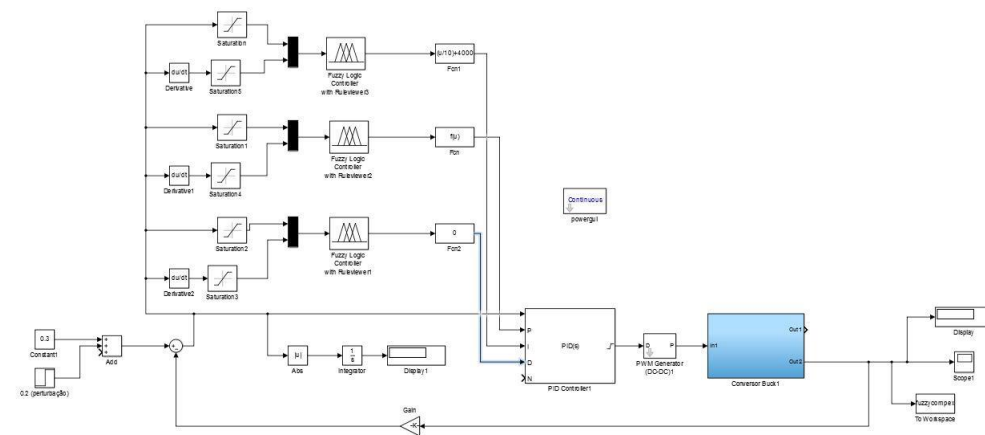 Saturation
(u/10)+4000
Fcn1
du/dt
Derivative
Saturation5
Fuzzy Logic
Controller
with Ruleviewer3
Saturation1
f(u)
Fcn
du/dt
Derivative1
Saturation4
Fuzzy Logic
Controller
with Ruleviewer2
Continuous
powergui
Saturation2
0
Fcn2
du/dt
Derivative2
Saturation3
Fuzzy Logic
Controller
with Ruleviewer1
0.3
Constant1
+
+
+
Add
+
-
|u|
Abs
1
s
Integrator
Display1
P
I
D
N
PID(s)
PID Controller1
D
P
PWM Generator
(DC-DC)1
In1
Out1
Out2
Conversor Buck1
Display
Scope1
fuzzycompen
To Workspace
0.2 (perturbação)
Gain
-K-